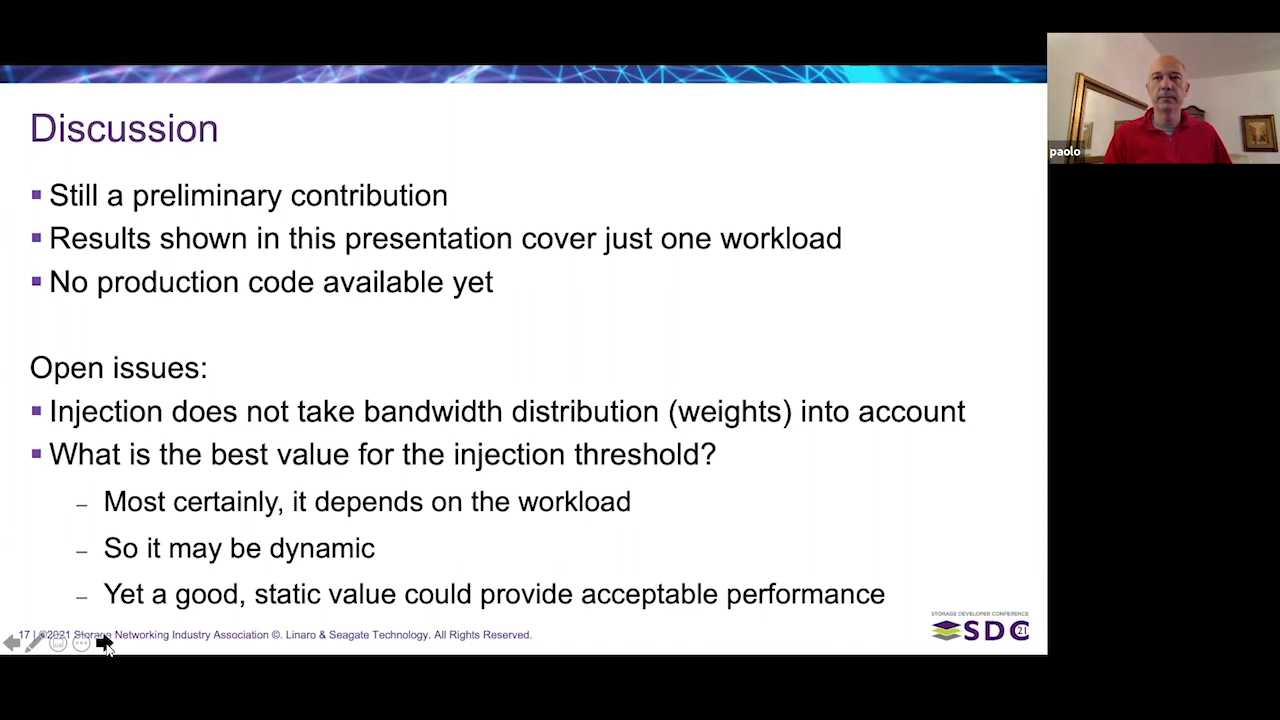 Discussion
Still a preliminary contribution
Results shown in this presentation cover just one workload
No production code available yet
Open issues:
Injection does not take bandwidth distribution (weights) into account
What is the best value for the injection threshold?
– Most certainly, it depends on the workload
– So it may be dynamic
– Yet a good, static value could provide acceptable performance
17 | ©2021 Storage Networking Industry Association ©. Linaro & Seagate Technology. All Rights Reserved.
STORAGE DEVELOPER CONFERENCE
SDC 21
paolo